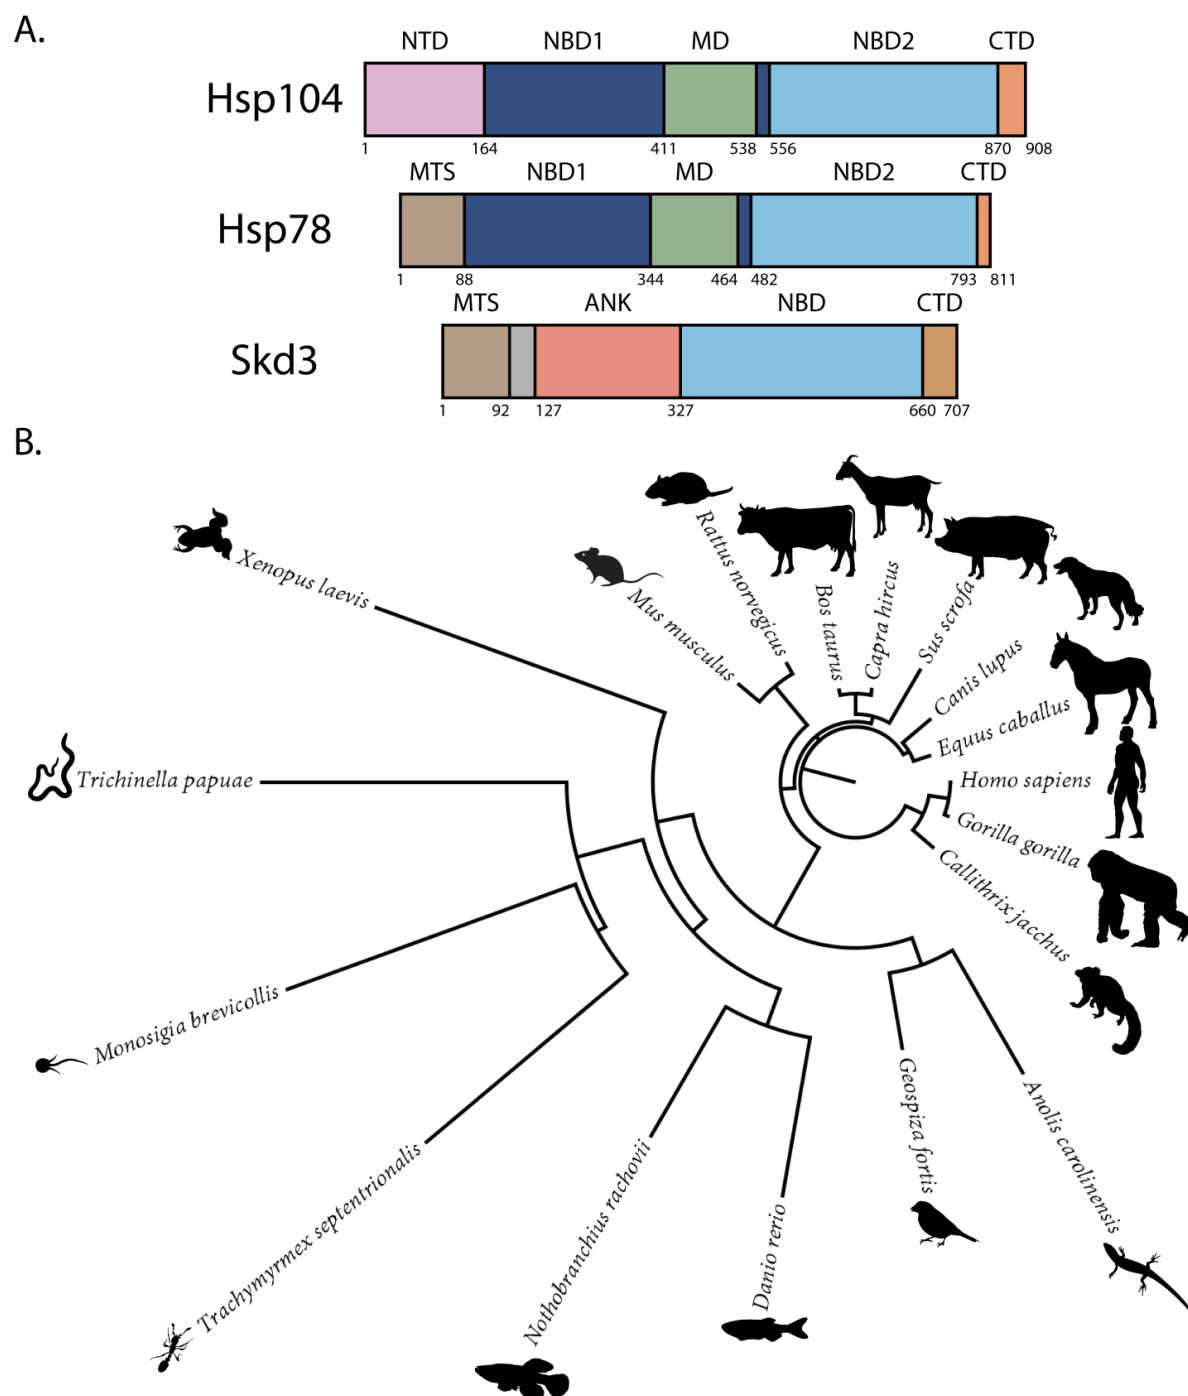 A.
NTD NBD1 MD NBD2 CTD
Hsp104
1 164 411 538 556 870 908
MTS NBD1 MD NBD2 CTD
Hsp78
1 88 344 464 482 793 811
MTS ANK NBD CTD
Skd3
1 92 127 327 660 707
B.
Xenopus laevis
Mus musculus
Rattus norvegicus
Bos taurus
Capra hircus
Sus scrofa
Canis lupus
Equus caballus
Homo sapiens
Gorilla gorilla
Callithrix jacchus
Anolis carolinensis
Geospiza fortis
Danio rerio
Nothobranchius rachovii
Trachymyrmex septentrionalis
Monosigia brevicollis
Trichinella papuae